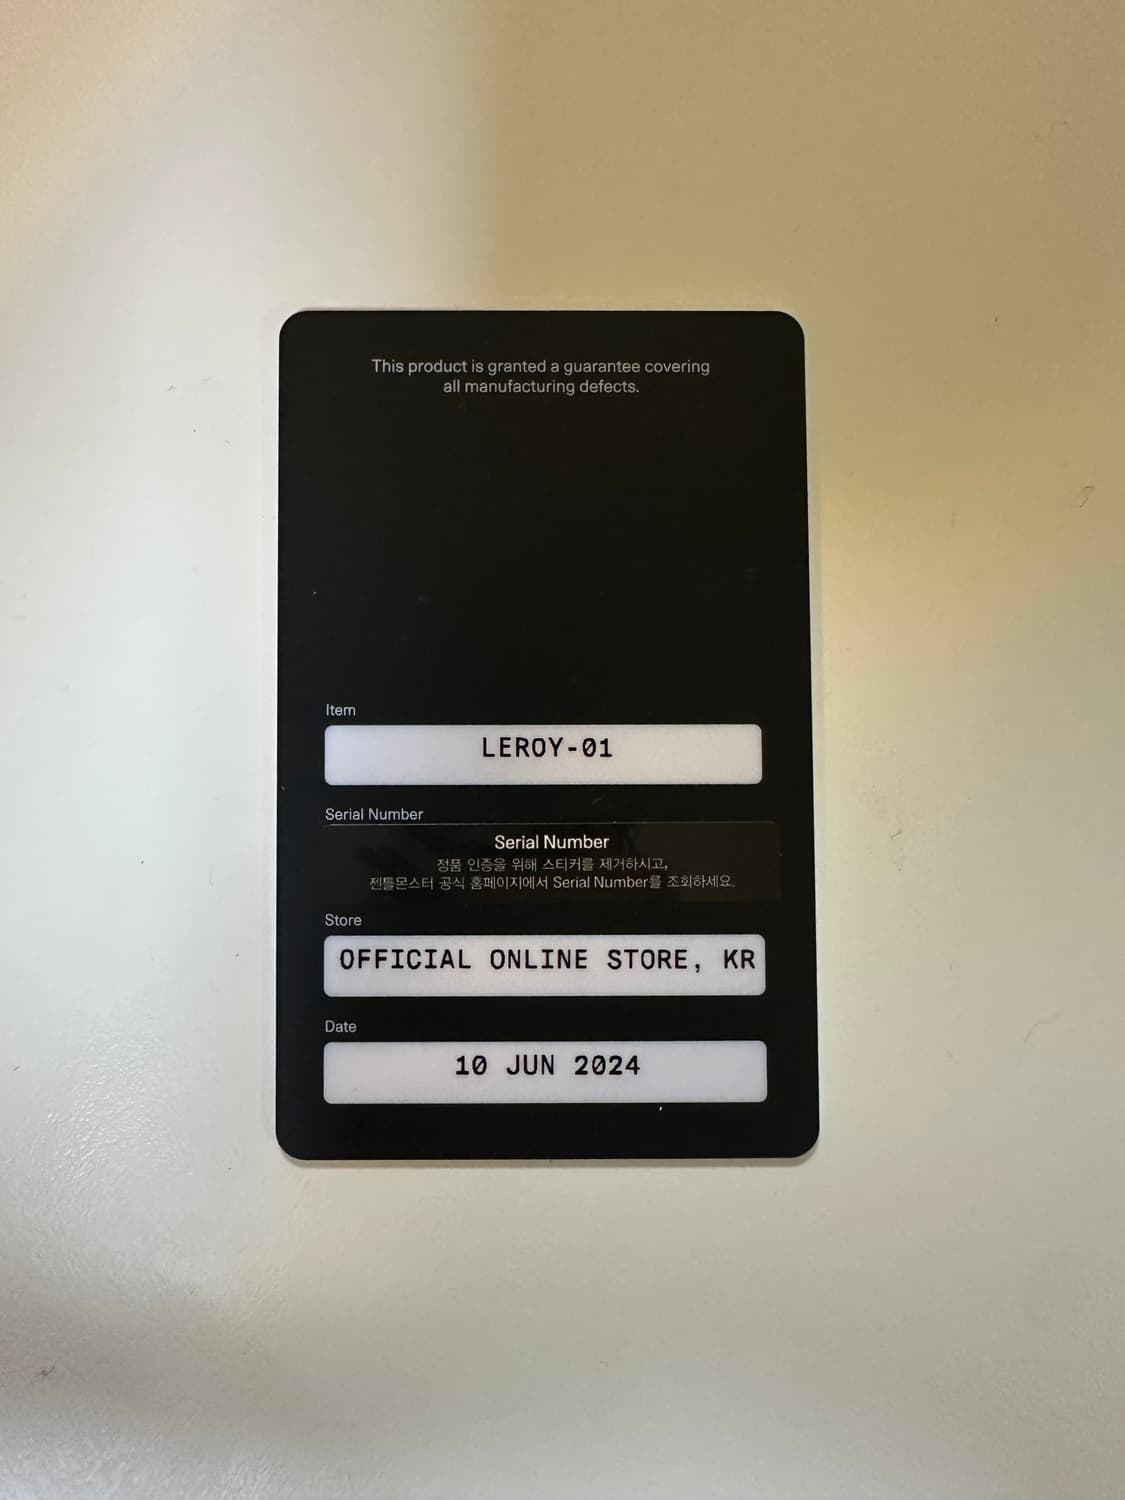 This product is granted a guarantee covering
all manufacturing defects.
Item
LEROY-01
Serial Number
Serial Number
정품 인증을 위해 스티커를 제거하시고,
젠틀몬스터 공식 홈페이지에서 Serial Number를 조회하세요.
Store
OFFICIAL ONLINE STORE, KR
Date
10 JUN 2024